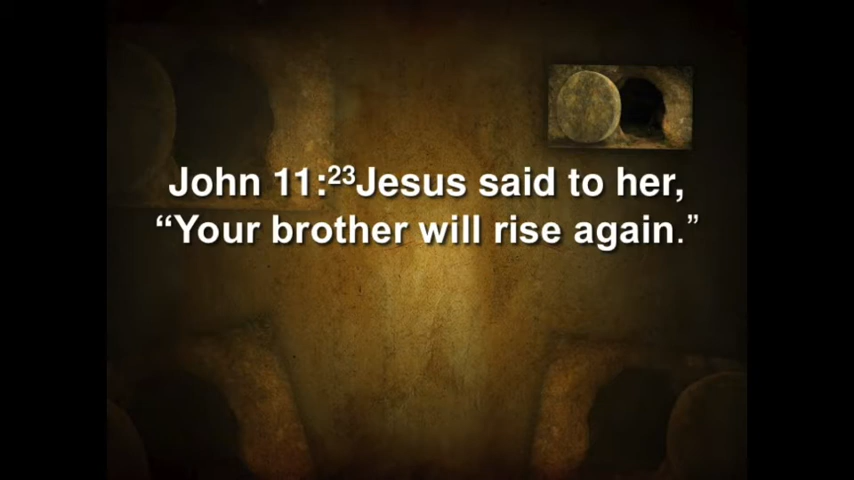 John 11:²³Jesus said to her,
“Your brother will rise again.”